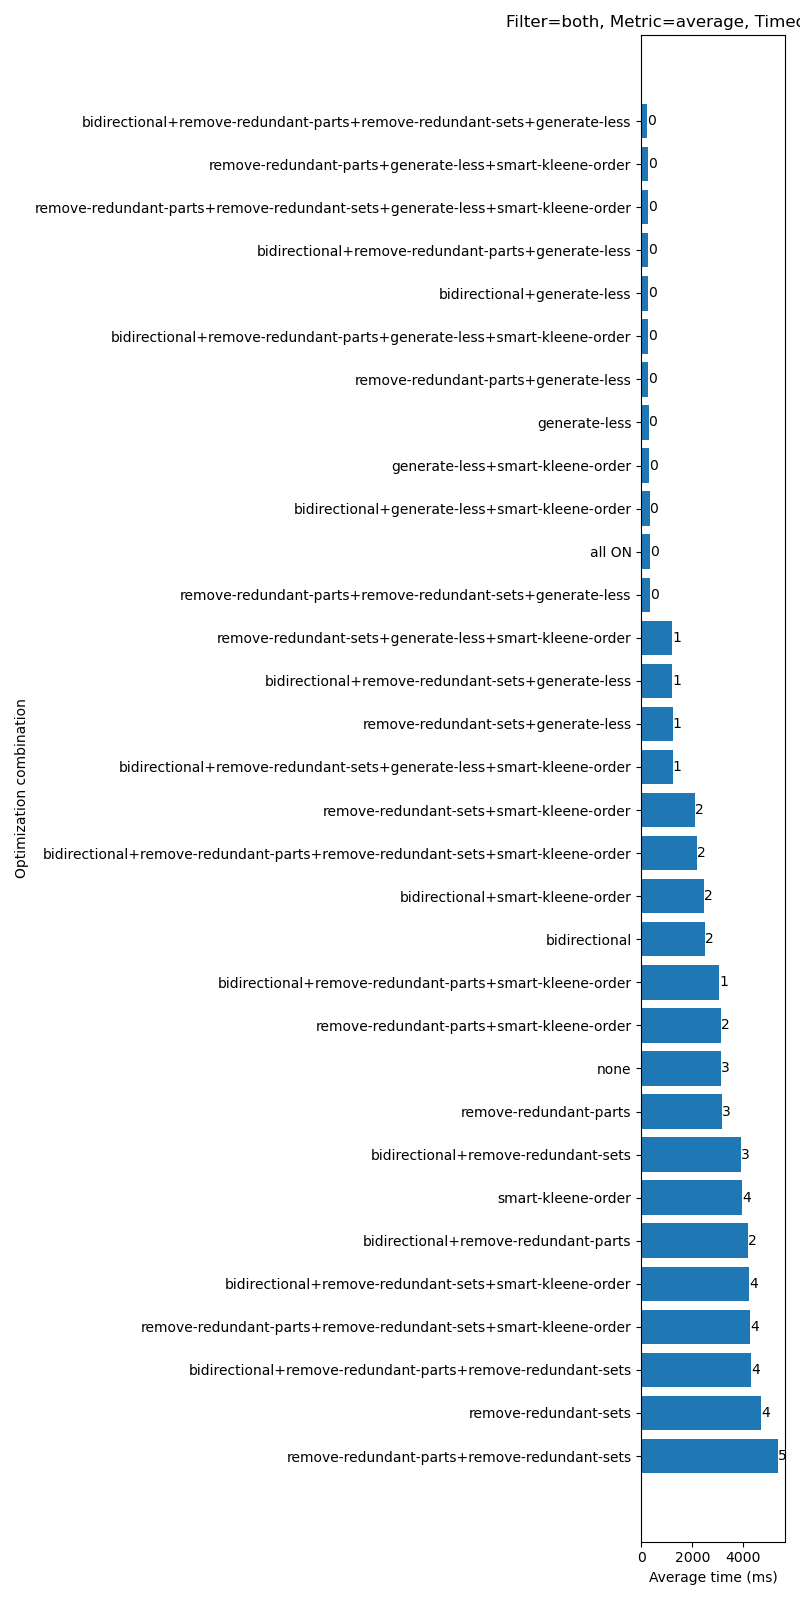 Filter=both, Metric=average, Timeo
bidirectional+remove-redundant-parts+remove-redundant-sets+generate-less 0
remove-redundant-parts+generate-less+smart-kleene-order 0
remove-redundant-parts+remove-redundant-sets+generate-less+smart-kleene-order 0
bidirectional+remove-redundant-parts+generate-less 0
bidirectional+generate-less 0
bidirectional+remove-redundant-parts+generate-less+smart-kleene-order 0
remove-redundant-parts+generate-less 0
generate-less 0
generate-less+smart-kleene-order 0
bidirectional+generate-less+smart-kleene-order 0
all ON 0
remove-redundant-parts+remove-redundant-sets+generate-less 0
remove-redundant-sets+generate-less+smart-kleene-order 1
bidirectional+remove-redundant-sets+generate-less 1
remove-redundant-sets+generate-less 1
bidirectional+remove-redundant-sets+generate-less+smart-kleene-order 1
remove-redundant-sets+smart-kleene-order 2
bidirectional+remove-redundant-parts+remove-redundant-sets+smart-kleene-order 2
bidirectional+smart-kleene-order 2
bidirectional 2
bidirectional+remove-redundant-parts+smart-kleene-order 1
remove-redundant-parts+smart-kleene-order 2
none 3
remove-redundant-parts 3
bidirectional+remove-redundant-sets 3
smart-kleene-order 4
bidirectional+remove-redundant-parts 2
bidirectional+remove-redundant-sets+smart-kleene-order 4
remove-redundant-parts+remove-redundant-sets+smart-kleene-order 4
bidirectional+remove-redundant-parts+remove-redundant-sets 4
remove-redundant-sets 4
remove-redundant-parts+remove-redundant-sets 5
Optimization combination
0 2000 4000
Average time (ms)